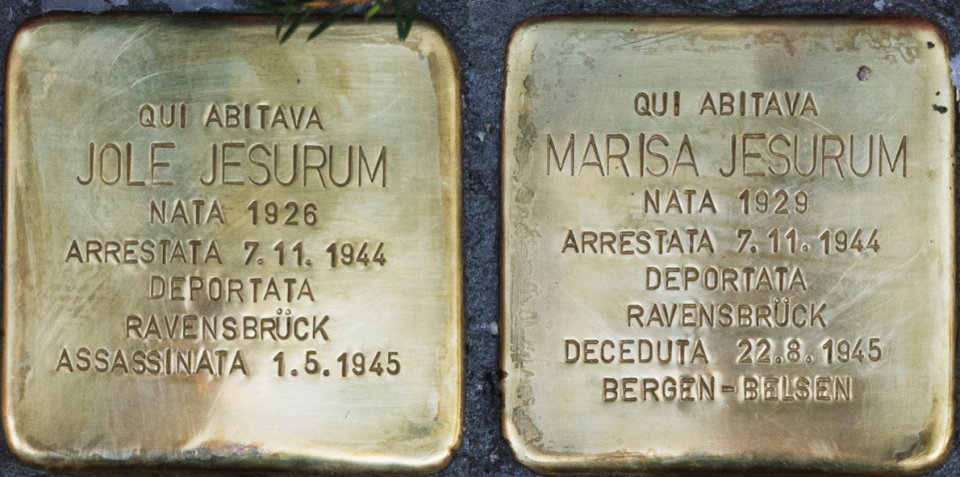 QUI ABITAVA
JOLE JESURUM
NATA 1926
ARRESTATA 7.11.1944
DEPORTATA
RAVENSBRÜCK
ASSASSINATA 1.5.1945
QUI ABITAVA
MARISA JESURUM
NATA 1929
ARRESTATA 7.11.1944
DEPORTATA
RAVENSBRÜCK
DECEDUTA 22.8.1945
BERGEN-BELSEN